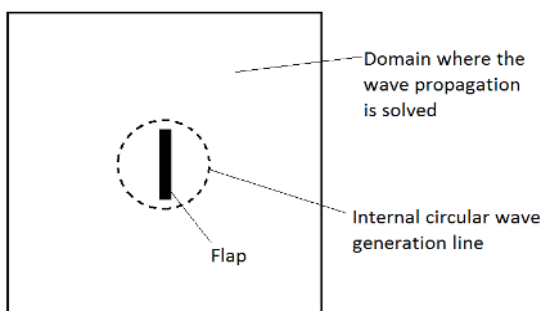 Domain where the
wave propagation
is solved
Internal circular wave
generation line
Flap